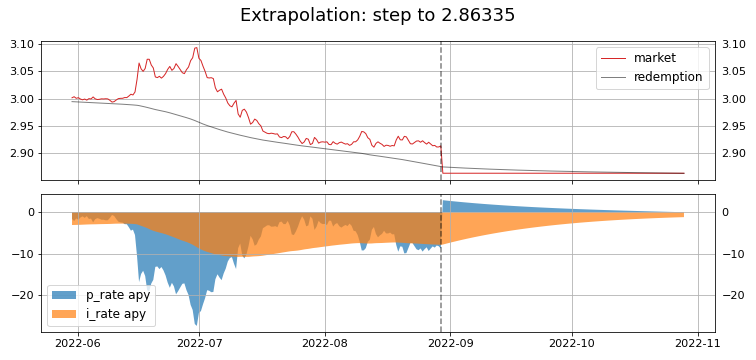 Extrapolation: step to 2.86335
3.10 3.10
3.05 3.05
3.00 3.00
2.95 2.95
2.90 2.90
market
redemption
0 0
−10 −10
−20 −20
p_rate apy
i_rate apy
2022-06 2022-07 2022-08 2022-09 2022-10 2022-11